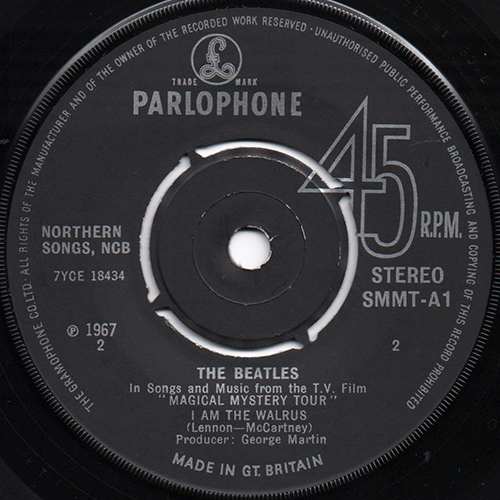 THE GRAMOPHONE CO. LTD. ALL RIGHTS OF THE MANUFACTURER AND OF THE OWNER OF THE RECORDED WORK RESERVED · UNAUTHORISED PUBLIC PERFORMANCE BROADCASTING AND COPYING OF THIS RECORD PROHIBITED
£
TRADE MARK
PARLOPHONE
45
R.P.M.
NORTHERN
SONGS, NCB
7YCE 18434
STEREO
SMMT-A1
℗ 1967
2
2
THE BEATLES
In Songs and Music from the T.V. Film
"MAGICAL MYSTERY TOUR"
I AM THE WALRUS
(Lennon—McCartney)
Producer: George Martin
MADE IN GT. BRITAIN